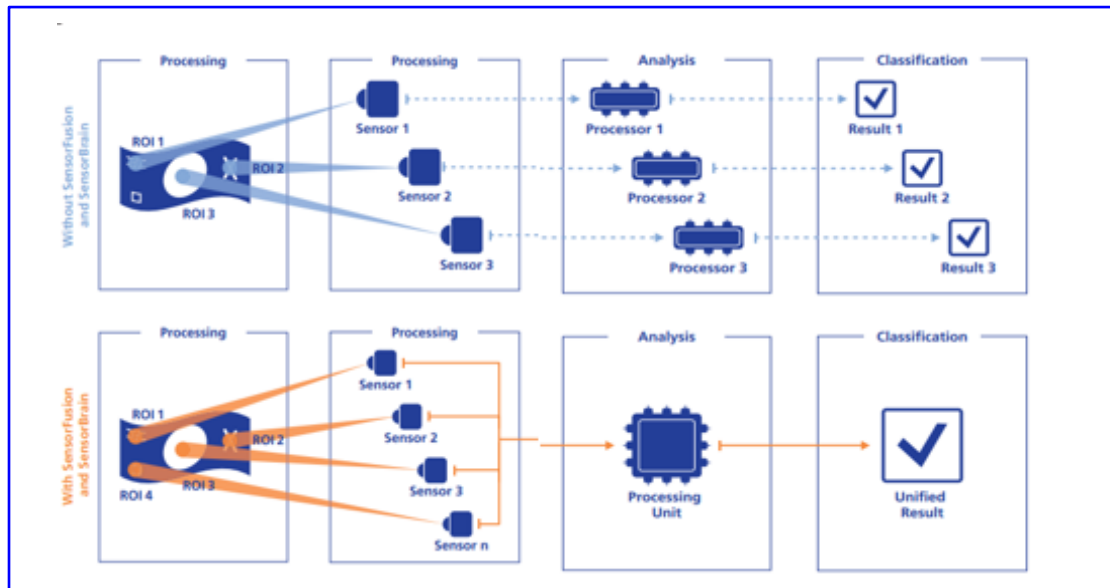 Processing
Processing
Analysis
Classification
Without SensorFusion
and SensorBrain
ROI 1
ROI 2
ROI 3
Sensor 1
Sensor 2
Sensor 3
Processor 1
Processor 2
Processor 3
Result 1
Result 2
Result 3
Processing
Processing
Analysis
Classification
With SensorFusion
and SensorBrain
ROI 1
ROI 2
ROI 3
ROI 4
Sensor 1
Sensor 2
Sensor 3
Sensor n
Processing
Unit
Unified
Result